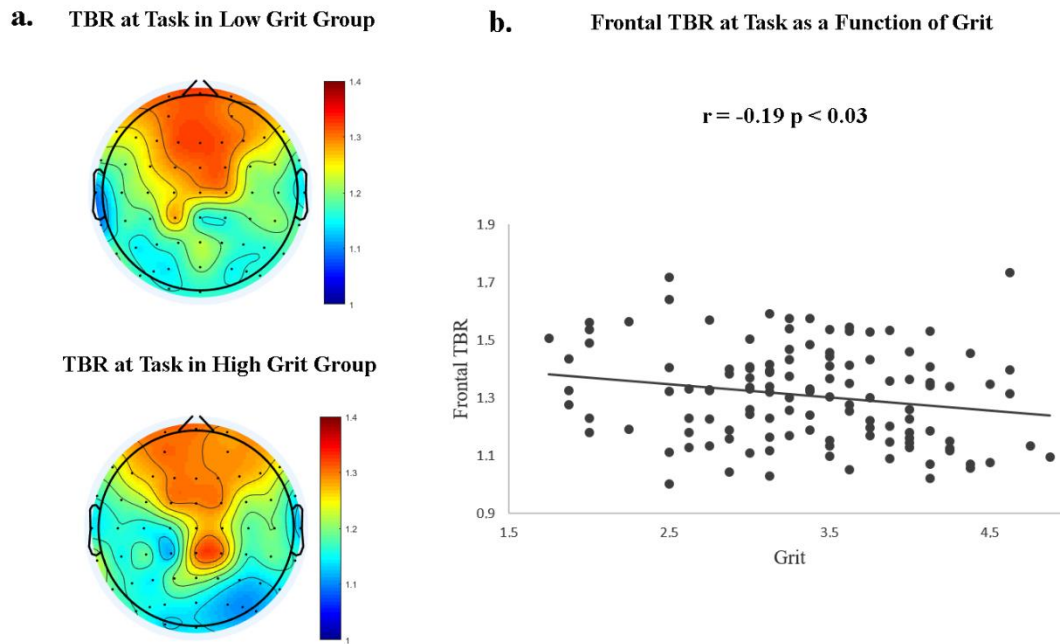 a.
TBR at Task in Low Grit Group
1.4
1.3
1.2
1.1
1
TBR at Task in High Grit Group
1.4
1.3
1.2
1.1
1
b.
Frontal TBR at Task as a Function of Grit
r = -0.19 p < 0.03
Frontal TBR
1.9
1.7
1.5
1.3
1.1
0.9
1.5 2.5 3.5 4.5
Grit